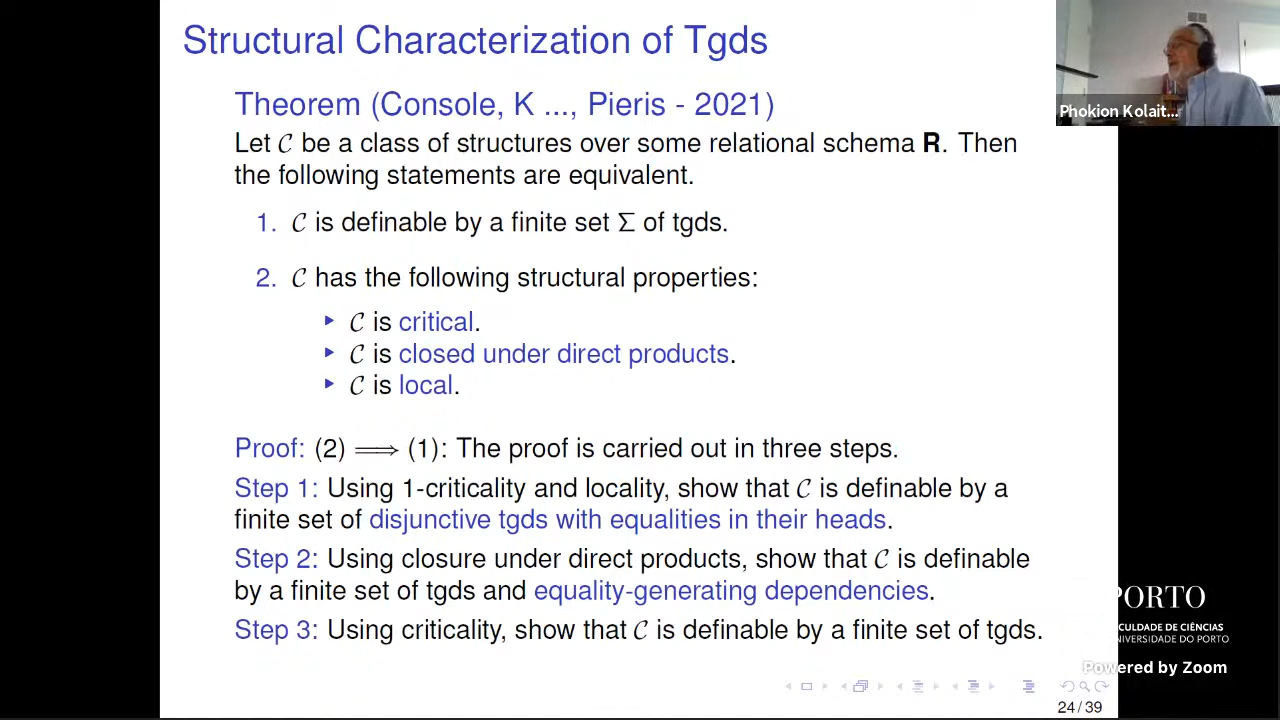 Structural Characterization of Tgds
Theorem (Console, K ..., Pieris - 2021)
Let 𝒞 be a class of structures over some relational schema R. Then
the following statements are equivalent.
1. 𝒞 is definable by a finite set Σ of tgds.
2. 𝒞 has the following structural properties:
▸ 𝒞 is critical.
▸ 𝒞 is closed under direct products.
▸ 𝒞 is local.
Proof: (2) ⟹ (1): The proof is carried out in three steps.
Step 1: Using 1-criticality and locality, show that 𝒞 is definable by a
finite set of disjunctive tgds with equalities in their heads.
Step 2: Using closure under direct products, show that 𝒞 is definable
by a finite set of tgds and equality-generating dependencies.
Step 3: Using criticality, show that 𝒞 is definable by a finite set of tgds.
24/39
Phokion Kolait...
PORTO
CULDADE DE CIÊNCIAS
NIVERSIDADE DO PORTO
Powered by Zoom